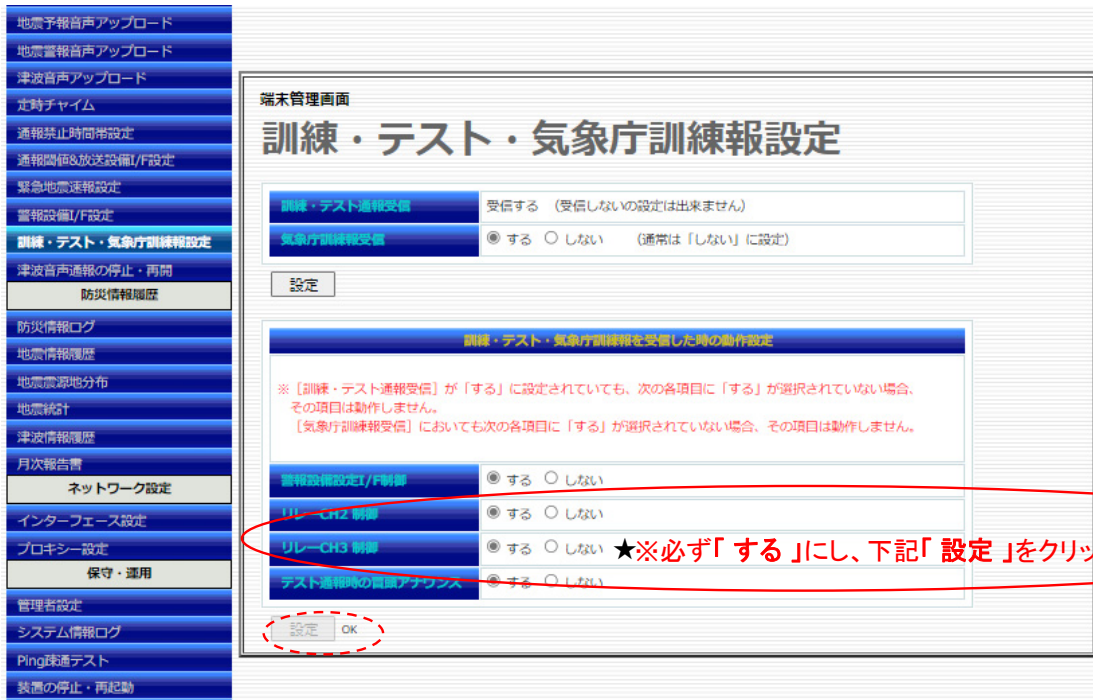 地震予報音声アップロード
地震警報音声アップロード
津波音声アップロード
定時チャイム
通報禁止時間帯設定
通報閾値&放送設備I/F設定
緊急地震速報設定
警報設備I/F設定
訓練・テスト・気象庁訓練報設定
津波音声通報の停止・再開
防災情報履歴
防災情報ログ
地震情報履歴
地震震源地分布
地震統計
津波情報履歴
月次報告書
ネットワーク設定
インターフェース設定
プロキシー設定
保守・運用
管理者設定
システム情報ログ
Ping疎通テスト
装置の停止・再起動
端末管理画面
訓練・テスト・気象庁訓練報設定
訓練・テスト通報受信 受信する （受信しないの設定は出来ません）
気象庁訓練報受信 する しない （通常は「しない」に設定）
設定
訓練・テスト・気象庁訓練報を受信した時の動作設定
※［訓練・テスト通報受信］が「する」に設定されていても、次の各項目に「する」が選択されていない場合、
その項目は動作しません。
［気象庁訓練報受信］においても次の各項目に「する」が選択されていない場合、その項目は動作しません。
警報設備設定I/F制御 する しない
リレーCH2 制御 する しない
リレーCH3 制御 する しない ★※必ず「 する 」にし、下記「 設定 」をクリッ
テスト通報時の冒頭アナウンス する しない
設定 OK